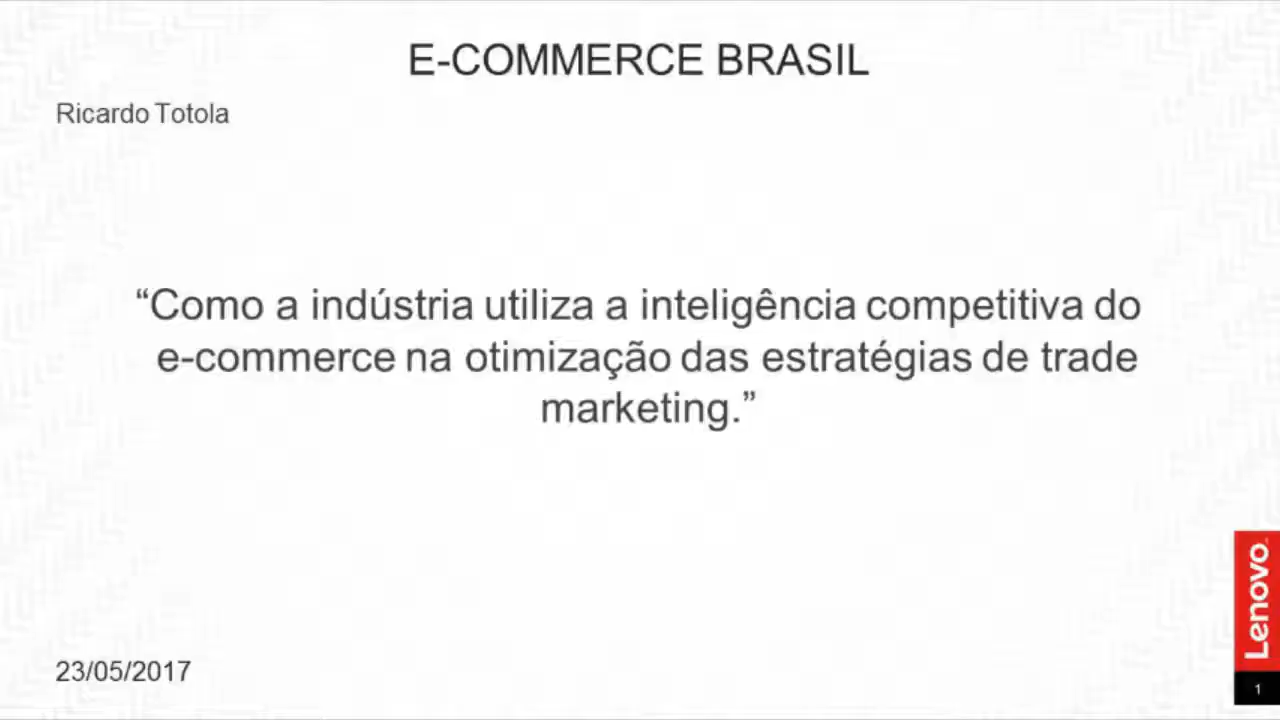 E-COMMERCE BRASIL
Ricardo Totola
“Como a indústria utiliza a inteligência competitiva do
e-commerce na otimização das estratégias de trade
marketing.”
Lenovo
23/05/2017
1